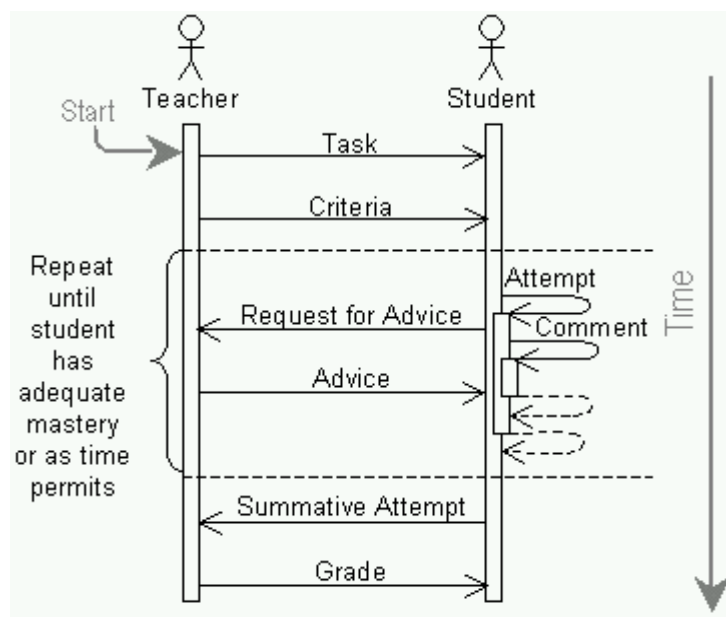 Teacher
Student
Start
Task
Criteria
Repeat
until
student
has
adequate
mastery
or as time
permits
Attempt
Request for Advice
Comment
Advice
Summative Attempt
Grade
Time